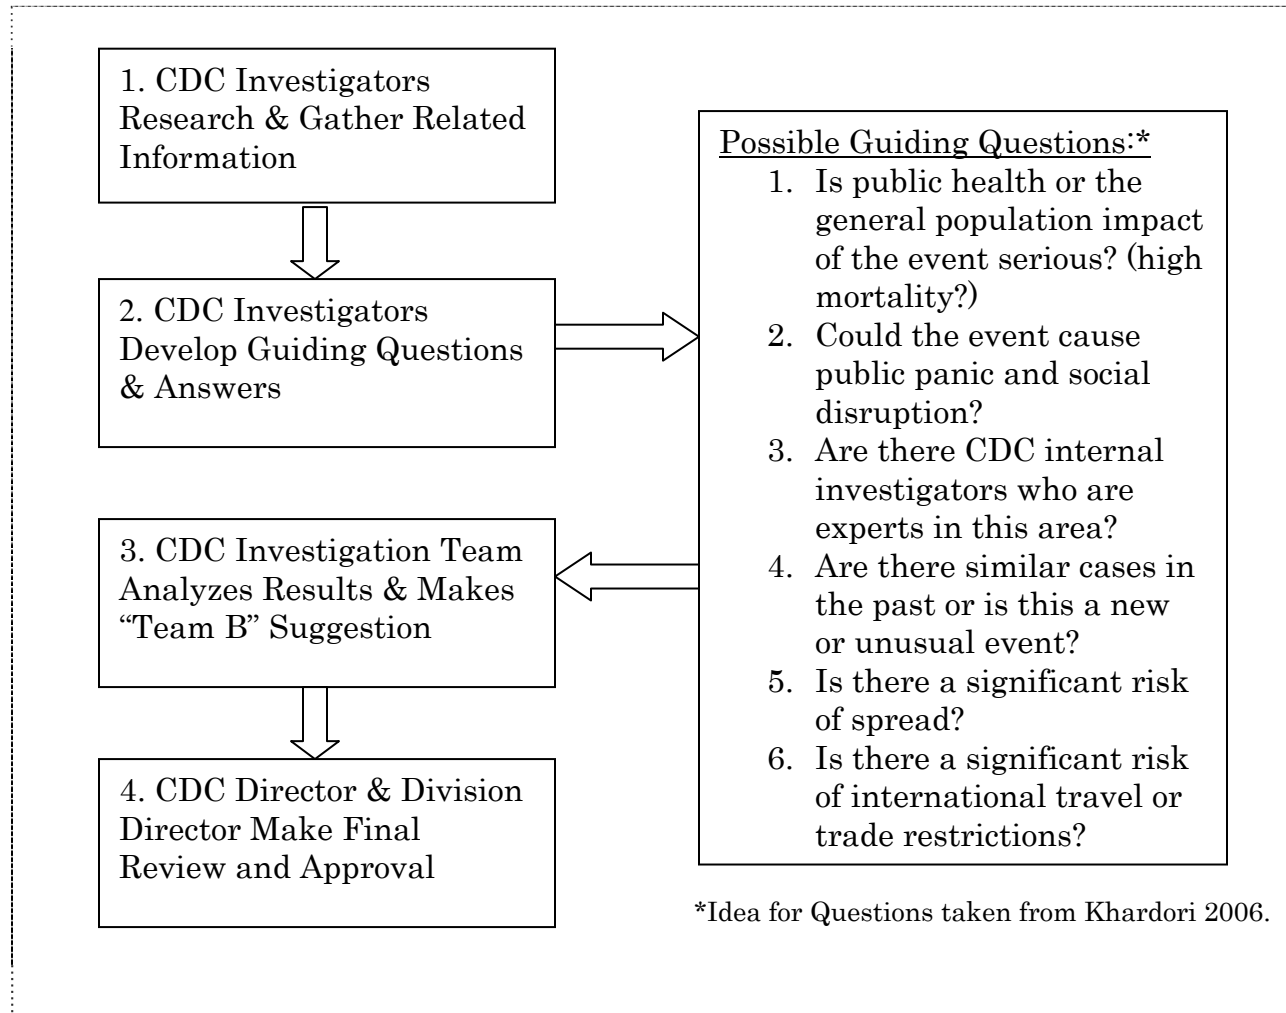 1. CDC Investigators
Research & Gather Related
Information
2. CDC Investigators
Develop Guiding Questions
& Answers
Possible Guiding Questions:*
1. Is public health or the
general population impact
of the event serious? (high
mortality?)
2. Could the event cause
public panic and social
disruption?
3. Are there CDC internal
investigators who are
experts in this area?
4. Are there similar cases in
the past or is this a new
or unusual event?
5. Is there a significant risk
of spread?
6. Is there a significant risk
of international travel or
trade restrictions?
3. CDC Investigation Team
Analyzes Results & Makes
“Team B” Suggestion
4. CDC Director & Division
Director Make Final
Review and Approval
*Idea for Questions taken from Khardori 2006.